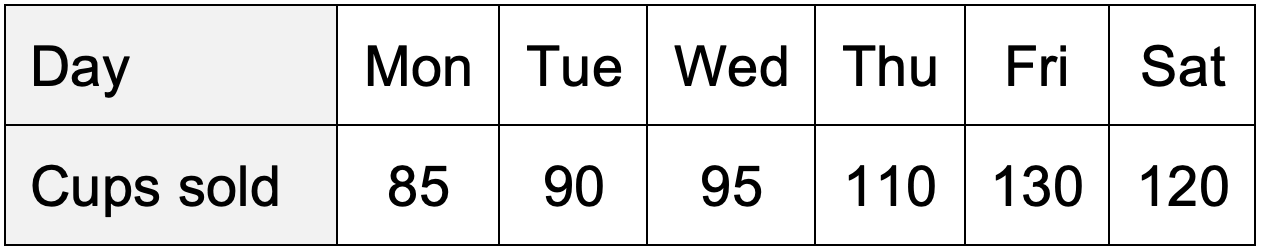 Day Mon Tue Wed Thu Fri Sat
Cups sold 85 90 95 110 130 120